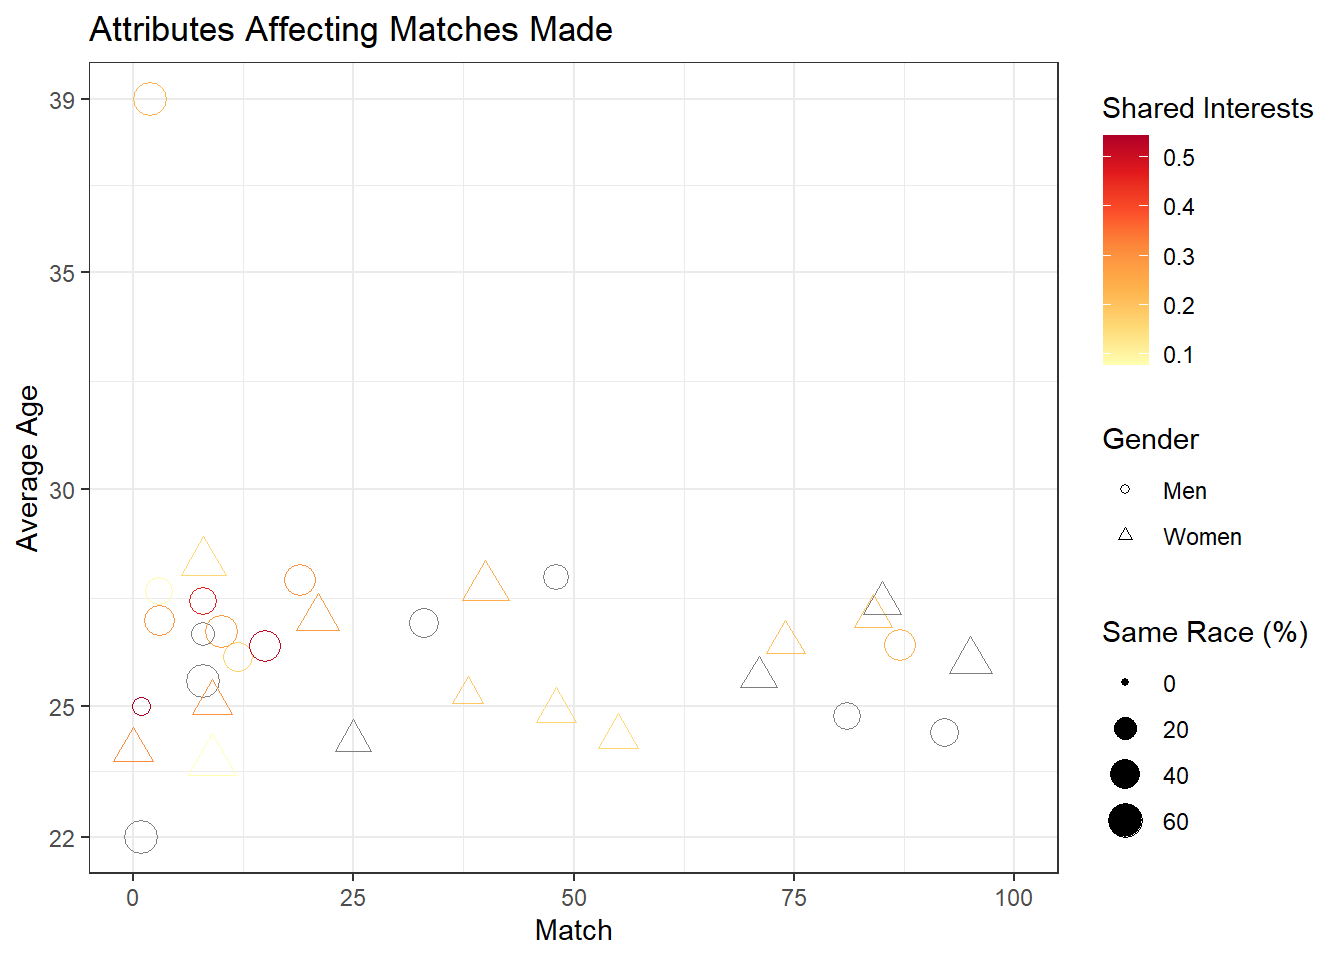 Attributes Affecting Matches Made
39
35
30
25
22
Average Age
0 25 50 75 100
Match
Shared Interests
0.5
0.4
0.3
0.2
0.1
Gender
Men
Women
Same Race (%)
0
20
40
60